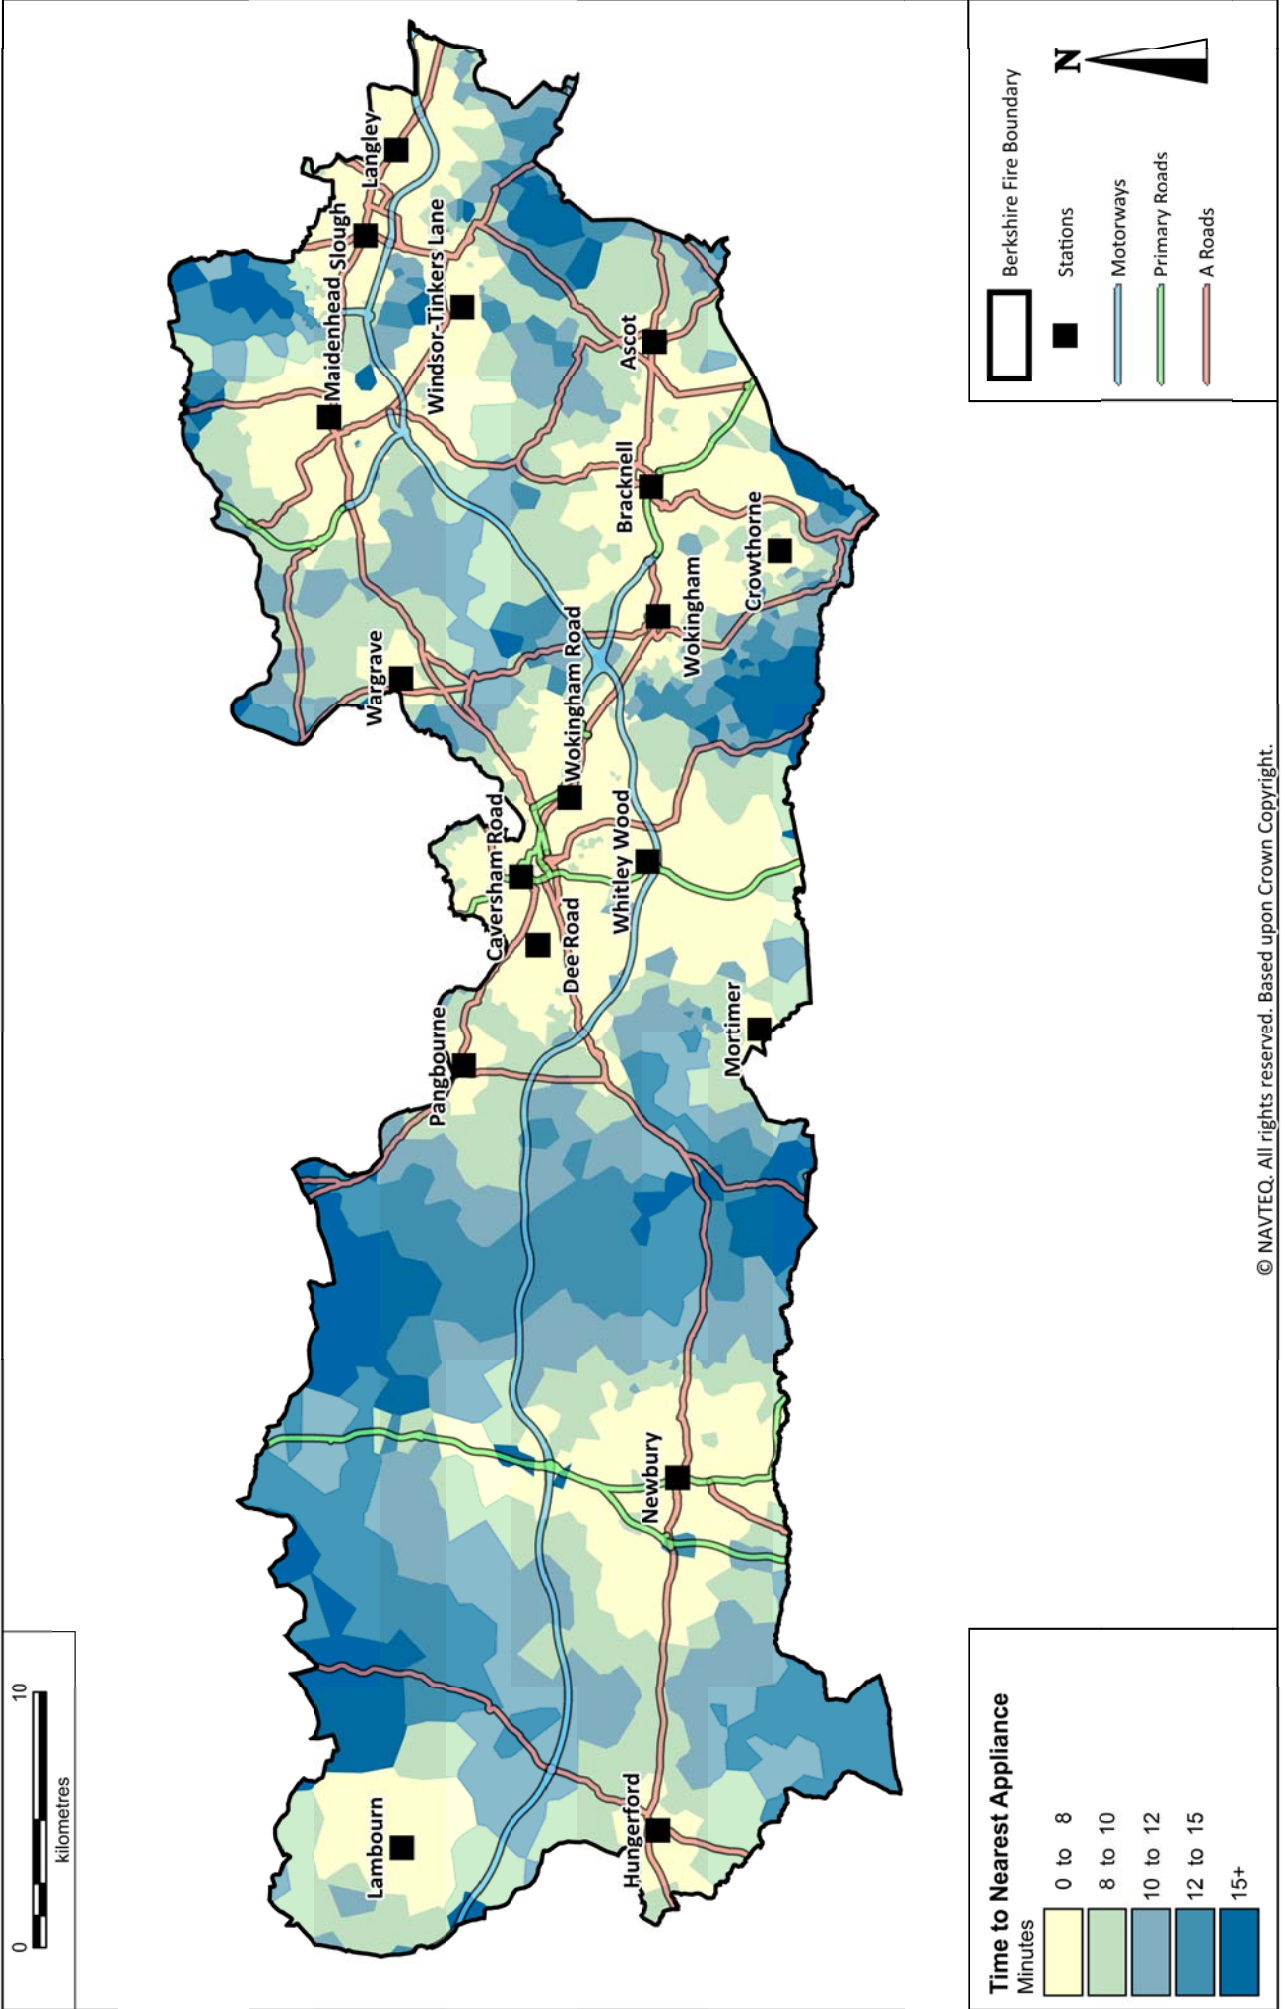 0 10
kilometres
Lambourn
Hungerford
Newbury
Pangbourne
Mortimer
Dee Road
Caversham Road
Whitley Wood
Wokingham Road
Wargrave
Wokingham
Crowthorne
Bracknell
Ascot
Maidenhead
Slough
Windsor-Tinkers Lane
Langley
Time to Nearest Appliance
Minutes
0 to 8
8 to 10
10 to 12
12 to 15
15+
Berkshire Fire Boundary
Stations
Motorways
Primary Roads
A Roads
N
© NAVTEQ. All rights reserved. Based upon Crown Copyright.